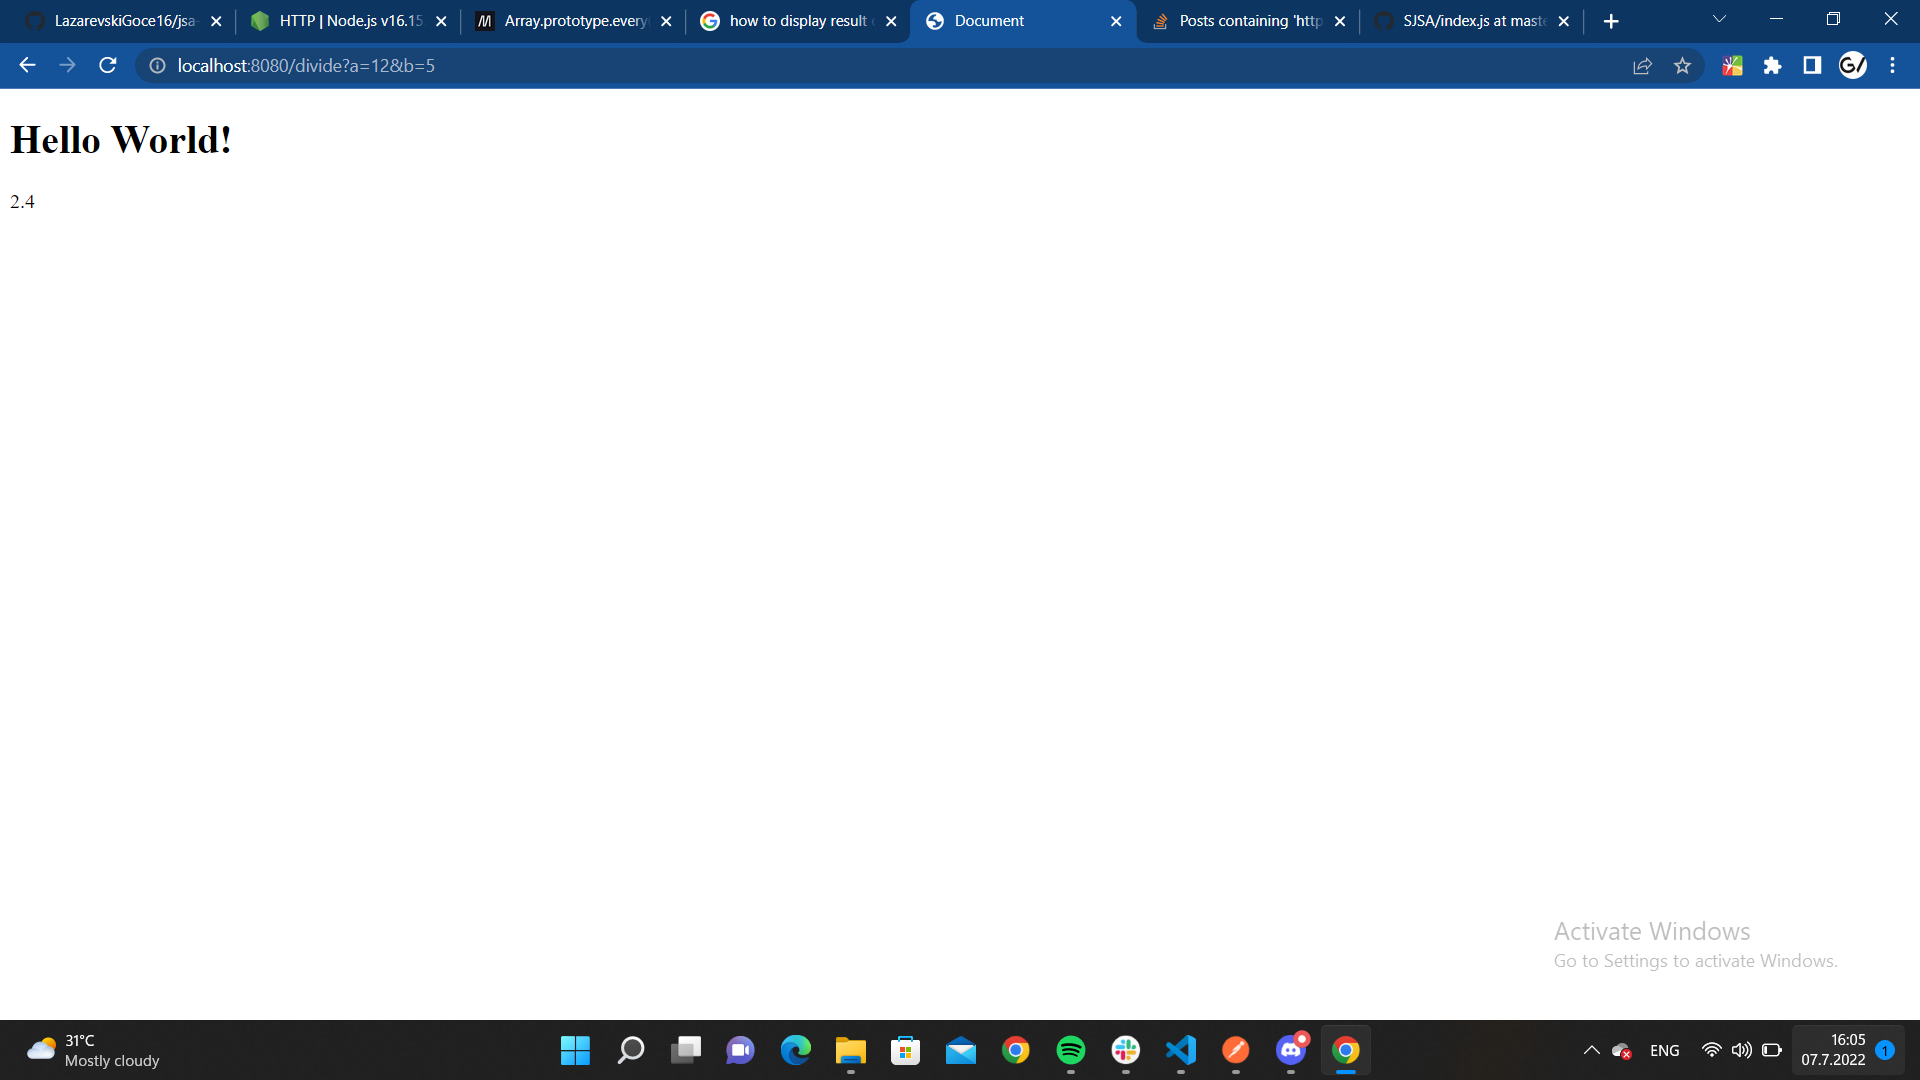 LazarevskiGoce16/jsa-
HTTP | Node.js v16.15
Array.prototype.every
how to display result
Document
Posts containing 'http
SJSA/index.js at maste
localhost:8080/divide?a=12&b=5
Hello World!
2.4
Activate Windows
Go to Settings to activate Windows.
31°C
Mostly cloudy
ENG
16:05
07.7.2022
1